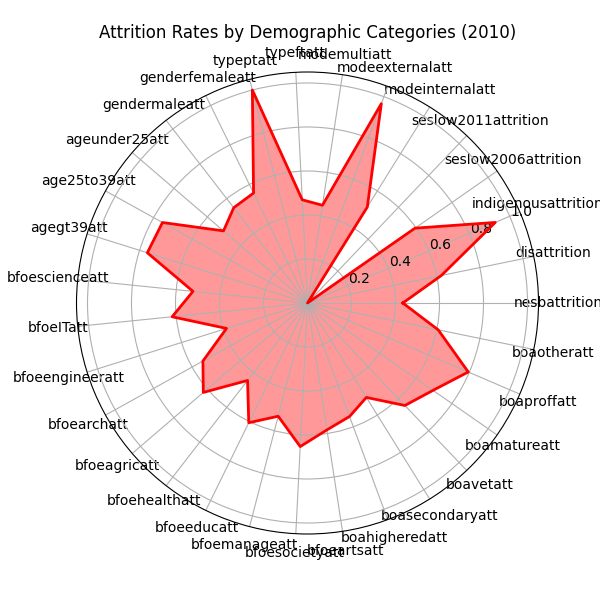 Attrition Rates by Demographic Categories (2010)
typeftatt
modemultiatt
typeptatt
modeexternalatt
genderfemaleatt
modeinternalatt
gendermaleatt
seslow2011attrition
ageunder25att
seslow2006attrition
age25to39att
indigenousattrition
1.0
agegt39att
0.8
0.6
disattrition
0.4
bfoescienceatt
0.2
nesbattrition
bfoeITatt
boaotheratt
bfoeengineeratt
boaproffatt
bfoearchatt
boamatureatt
bfoeagricatt
boavetatt
bfoehealthatt
boasecondaryatt
bfoeeducatt
boahigheredatt
bfoemanageatt
bfoeartsatt
bfoesocietyatt